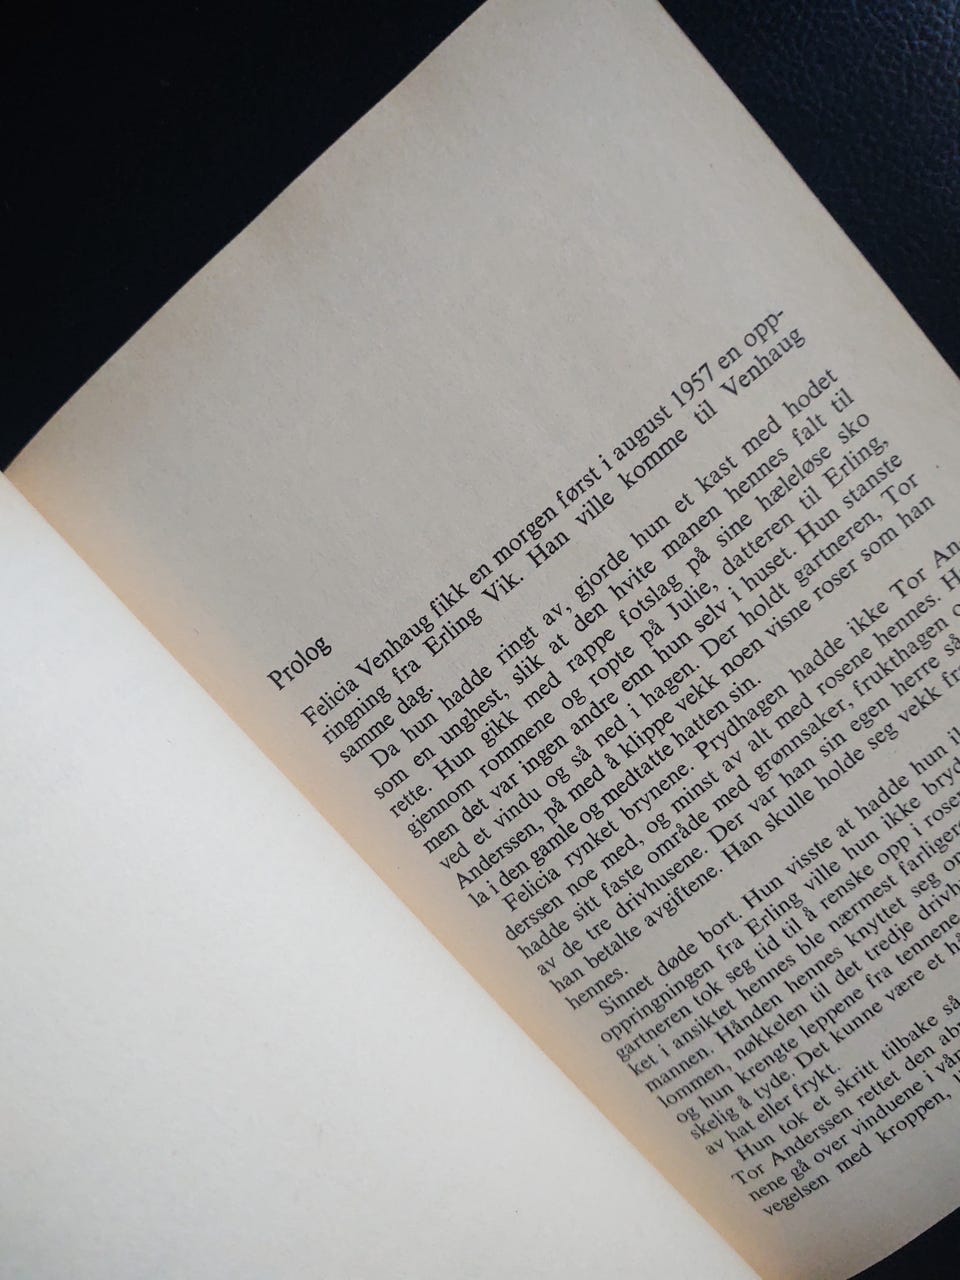 Prolog
Felicia Venhaug fikk en morgen først i august 1957 en opp-
ringning fra Erling Vik. Han ville komme til Venhaug
samme dag.
Da hun hadde ringt av, gjorde hun et kast med hodet
som en unghest, slik at den hvite manen hennes falt til
rette. Hun gikk med rappe fotslag på sine hæleløse sko
gjennom rommene og ropte på Julie, datteren til Erling,
men det var ingen andre enn hun selv i huset. Hun stanste
ved et vindu og så ned i hagen. Der holdt gartneren, Tor
Anderssen, på med å klippe vekk noen visne roser som han
la i den gamle og medtatte hatten sin.
Felicia rynket brynene. Prydhagen hadde ikke Tor An-
derssen noe med, og minst av alt med rosene hennes. H
hadde sitt faste område med grønnsaker, frukthagen o
av de tre drivhusene. Der var han sin egen herre så
han betalte avgiftene. Han skulle holde seg vekk fr
hennes.
Sinnet døde bort. Hun visste at hadde hun i
oppringningen fra Erling ville hun ikke bryd
gartneren tok seg tid til å renske opp i rose
ket i ansiktet hennes ble nærmest farliger
mannen. Hånden hennes knyttet seg o
lommen, nøkkelen til det tredje drivh
og hun krengte leppene fra tennene
skelig å tyde. Det kunne være et h
av hat eller frykt.
Hun tok et skritt tilbake så
Tor Anderssen rettet den ab
nene gå over vinduene i vå
vegelsen med kroppen,